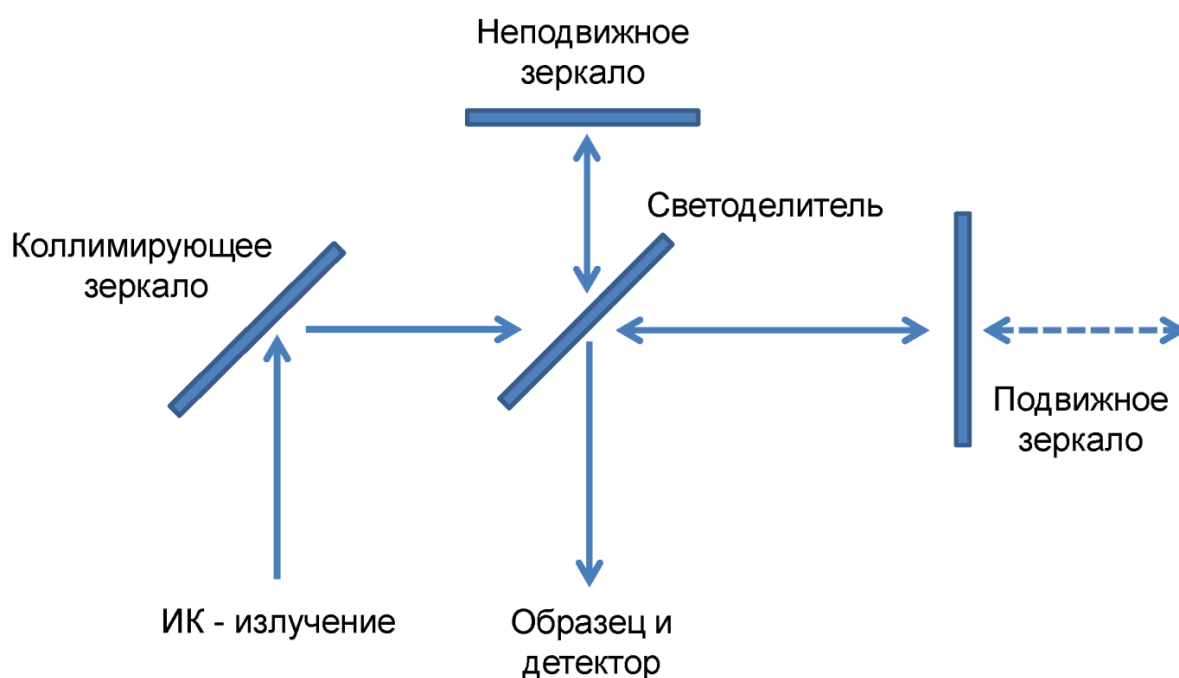 Неподвижное
зеркало
Светоделитель
Коллимирующее
зеркало
Подвижное
зеркало
ИК - излучение
Образец и
детектор